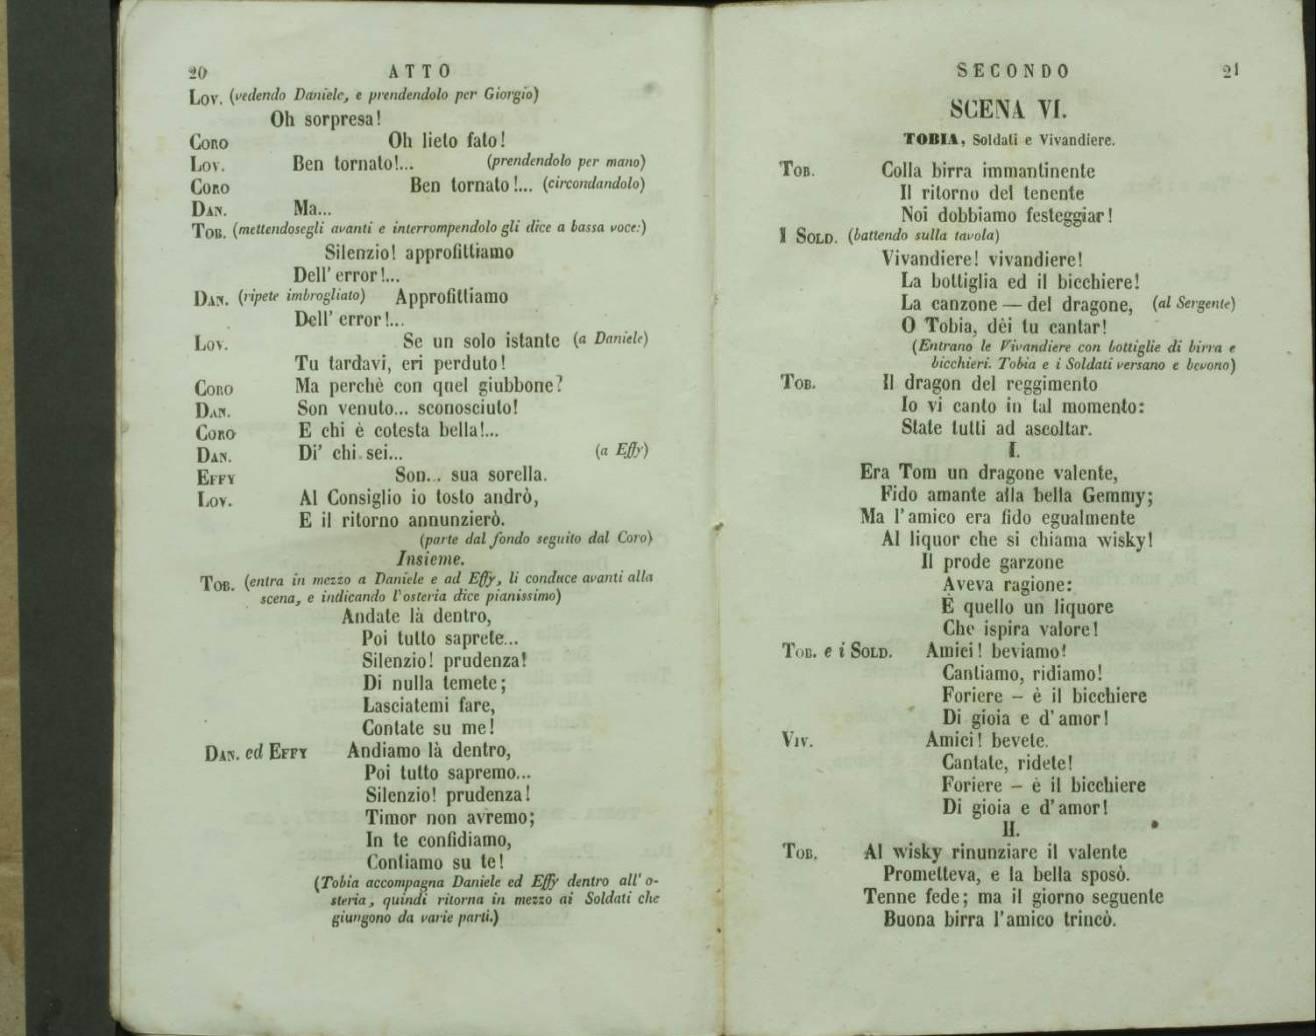 20 ATTO
Lov. (vedendo Daniele, e prendendolo per Giorgio)
Oh sorpresa!
Coro Oh lieto fato!
Lov. Ben tornato!... (prendendolo per mano)
Coro Ben tornato!... (circondandolo)
Dan. Ma...
Tob. (mettendosegli avanti e interrompendolo gli dice a bassa voce:)
Silenzio! approfittiamo
Dell' error!...
Dan. (ripete imbrogliato) Approfittiamo
Dell' error!...
Lov. Se un solo istante (a Daniele)
Tu tardavi, eri perduto!
Coro Ma perchè con quel giubbone?
Dan. Son venuto... sconosciuto!
Coro E chi è cotesta bella!...
Dan. Di' chi sei... (a Effy)
Effy Son... sua sorella.
Lov. Al Consiglio io tosto andrò,
E il ritorno annunzierò.
(parte dal fondo seguito dal Coro)
Insieme.
Tob. (entra in mezzo a Daniele e ad Effy, li conduce avanti alla
scena, e indicando l'osteria dice pianissimo)
Andate là dentro,
Poi tutto saprete...
Silenzio! prudenza!
Di nulla temete;
Lasciatemi fare,
Contate su me!
Dan. ed Effy Andiamo là dentro,
Poi tutto sapremo...
Silenzio! prudenza!
Timor non avremo;
In te confidiamo,
Contiamo su te!
(Tobia accompagna Daniele ed Effy dentro all' o-
steria, quindi ritorna in mezzo ai Soldati che
giungono da varie parti.)
SECONDO 21
SCENA VI.
TOBIA, Soldati e Vivandiere.
Tob. Colla birra immantinente
Il ritorno del tenente
Noi dobbiamo festeggiar!
I Sold. (battendo sulla tavola)
Vivandiere! vivandiere!
La bottiglia ed il bicchiere!
La canzone — del dragone, (al Sergente)
O Tobia, dêi tu cantar!
(Entrano le Vivandiere con bottiglie di birra e
bicchieri. Tobia e i Soldati versano e bevono)
Tob. Il dragon del reggimento
Io vi canto in tal momento:
State tutti ad ascoltar.
I.
Era Tom un dragone valente,
Fido amante alla bella Gemmy;
Ma l'amico era fido egualmente
Al liquor che si chiama wisky!
Il prode garzone
Aveva ragione:
È quello un liquore
Che ispira valore!
Tob. e i Sold. Amici! beviamo!
Cantiamo, ridiamo!
Foriere – è il bicchiere
Di gioia e d'amor!
Viv. Amici! bevete.
Cantate, ridete!
Foriere – è il bicchiere
Di gioia e d'amor!
II.
Tob. Al wisky rinunziare il valente
Prometteva, e la bella sposò.
Tenne fede; ma il giorno seguente
Buona birra l'amico trincò.